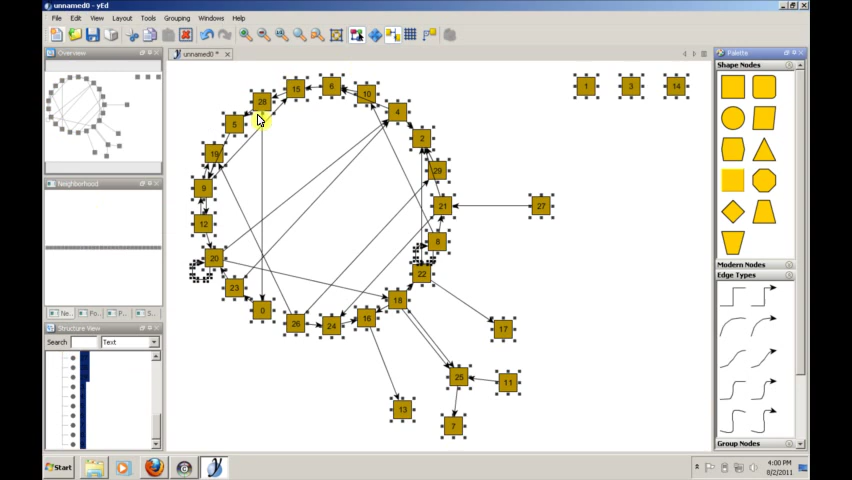 unnamed0 - yEd
File Edit View Layout Tools Grouping Windows Help
Overview
unnamed0 *
Palette
Shape Nodes
Neighborhood
Ne... Fo... P... S...
Structure View
Search Text
Modern Nodes
Edge Types
Group Nodes
6
15
10
28
4
5
2
19
29
9
21
27
12
8
20
22
23
18
0
16
26
24
17
25
11
13
7
1 3 14
Start
4:00 PM
8/2/2011